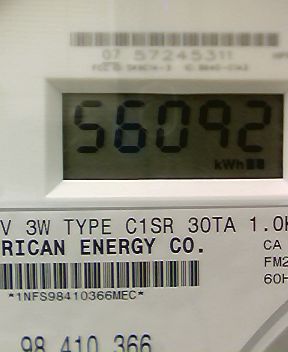 07 57245311
56092
kWh
V 3W TYPE C1SR 30TA 1.0K
RICAN ENERGY CO.
CA
FM2
60H
*1NFS98410366MEC*
98 410 366